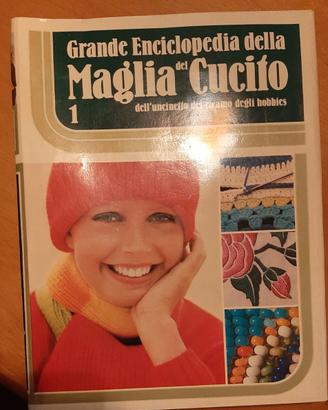 Grande Enciclopedia della
Maglia del Cucito
1 dell'uncinetto del ricamo degli hobbies